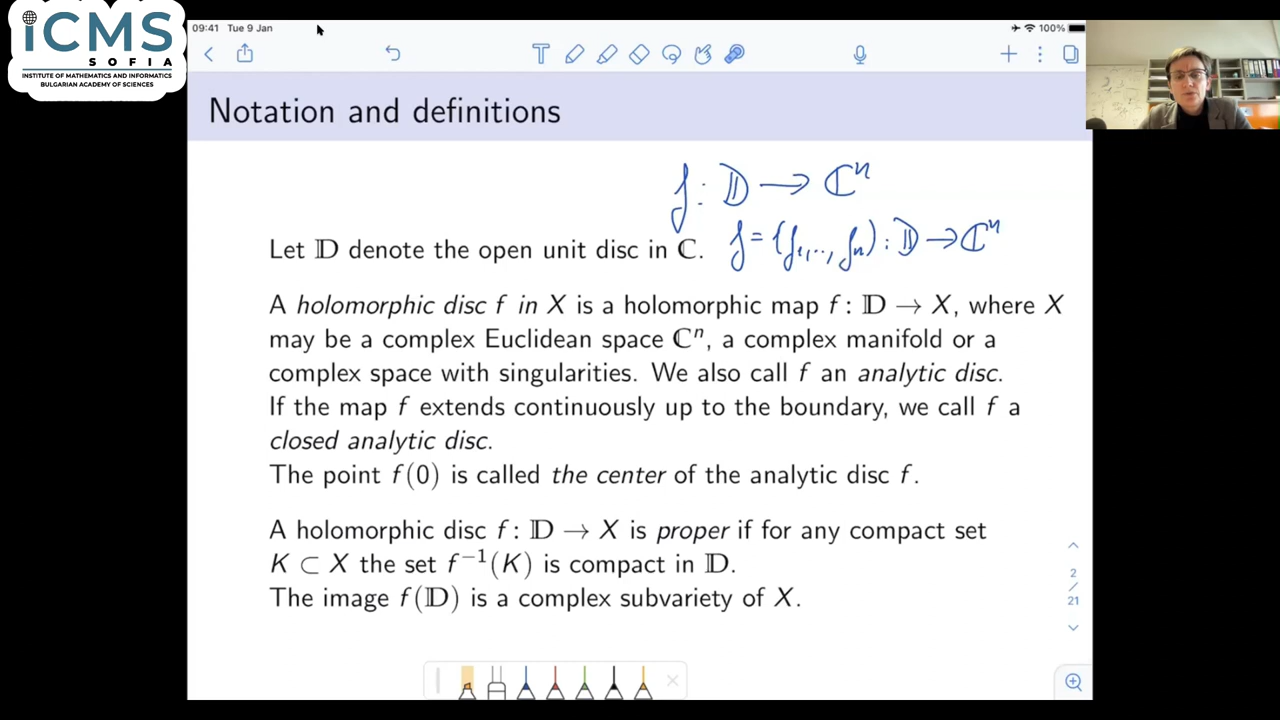 iCMS
SOFIA
INSTITUTE OF MATHEMATICS AND INFORMATICS
BULGARIAN ACADEMY OF SCIENCES
09:41 Tue 9 Jan
100%
Notation and definitions
f : 𝔻 → ℂⁿ
f = (f₁,..., fₙ) : 𝔻 → ℂⁿ
Let 𝔻 denote the open unit disc in ℂ.
A holomorphic disc f in X is a holomorphic map f : 𝔻 → X, where X
may be a complex Euclidean space ℂⁿ, a complex manifold or a
complex space with singularities. We also call f an analytic disc.
If the map f extends continuously up to the boundary, we call f a
closed analytic disc.
The point f(0) is called the center of the analytic disc f.
A holomorphic disc f : 𝔻 → X is proper if for any compact set
K ⊂ X the set f⁻¹(K) is compact in 𝔻.
The image f(𝔻) is a complex subvariety of X.
2
/
21